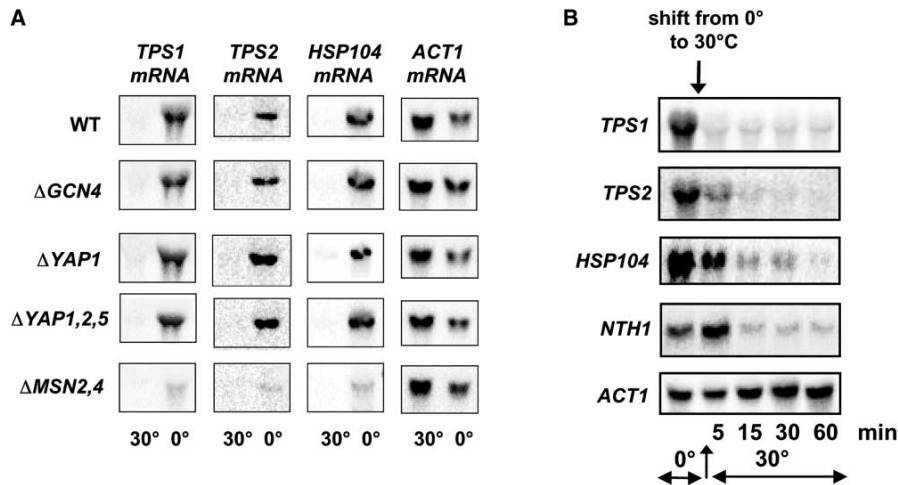 A
TPS1 TPS2 HSP104 ACT1
mRNA mRNA mRNA mRNA
WT
ΔGCN4
ΔYAP1
ΔYAP1,2,5
ΔMSN2,4
30° 0° 30° 0° 30° 0° 30° 0°
B
shift from 0°
to 30°C
TPS1
TPS2
HSP104
NTH1
ACT1
5 15 30 60 min
0° 30°